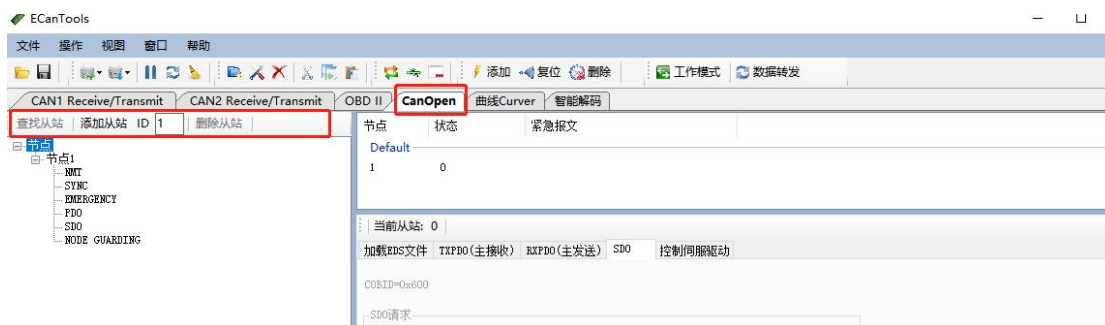 ECanTools
文件 操作 视图 窗口 帮助
添加 复位 删除 工作模式 数据转发
CAN1 Receive/Transmit CAN2 Receive/Transmit OBD II CanOpen 曲线Curver 智能解码
查找从站 添加从站 ID 1 删除从站
节点
节点1
NMT
SYNC
EMERGENCY
PDO
SDO
NODE GUARDING
节点 状态 紧急报文
Default
1 0
当前从站: 0
加载EDS文件 TXPDO(主接收) RXPDO(主发送) SDO 控制伺服驱动
COBID=0x600
SDO请求